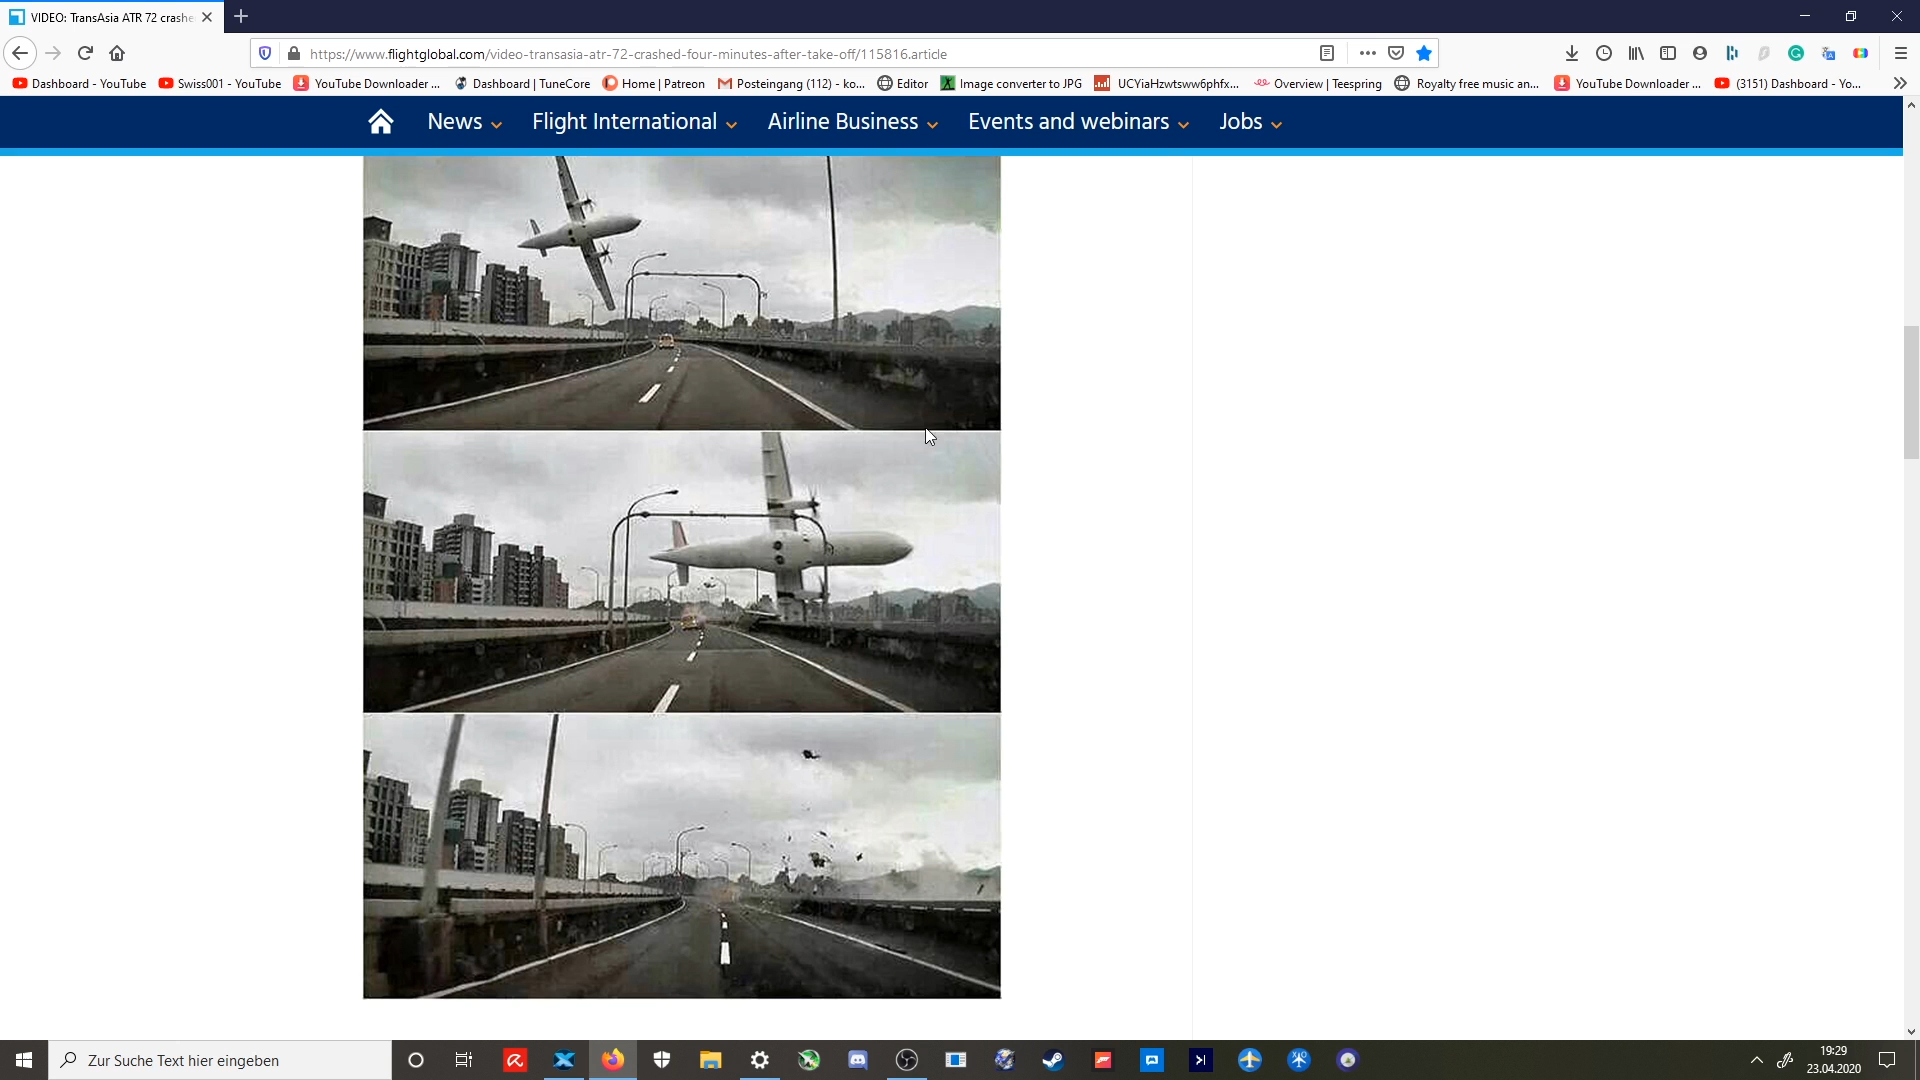 VIDEO: TransAsia ATR 72 crashe
https://www.flightglobal.com/video-transasia-atr-72-crashed-four-minutes-after-take-off/115816.article
Dashboard - YouTube
Swiss001 - YouTube
YouTube Downloader ...
Dashboard | TuneCore
Home | Patreon
Posteingang (112) - ko...
Editor
Image converter to JPG
UCYiaHzwtsww6phfx...
Overview | Teespring
Royalty free music an...
YouTube Downloader ...
(3151) Dashboard - Yo...
News
Flight International
Airline Business
Events and webinars
Jobs
Zur Suche Text hier eingeben
19:29
23.04.2020